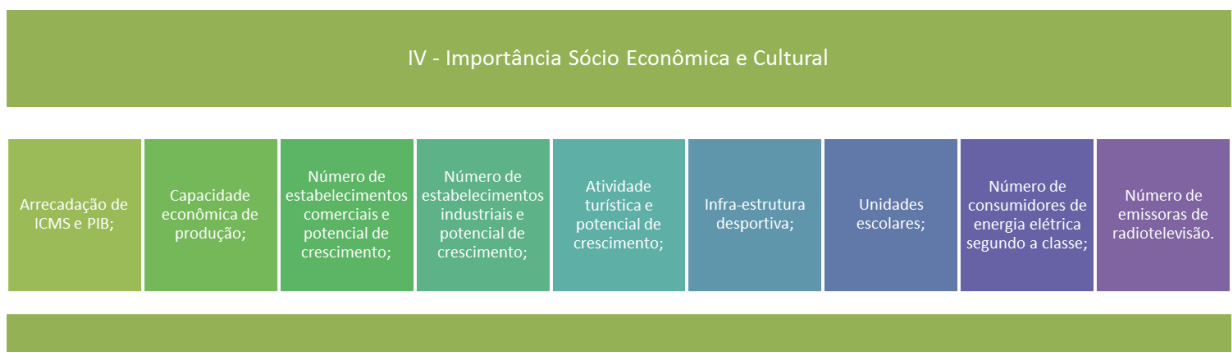 IV - Importância Sócio Econômica e Cultural
Arrecadação de
ICMS e PIB;
Capacidade
econômica de
produção;
Número de
estabelecimentos
comerciais e
potencial de
crescimento;
Número de
estabelecimentos
industriais e
potencial de
crescimento;
Atividade
turística e
potencial de
crescimento;
Infra-estrutura
desportiva;
Unidades
escolares;
Número de
consumidores de
energia elétrica
segundo a classe;
Número de
emissoras de
radiotelevisão.